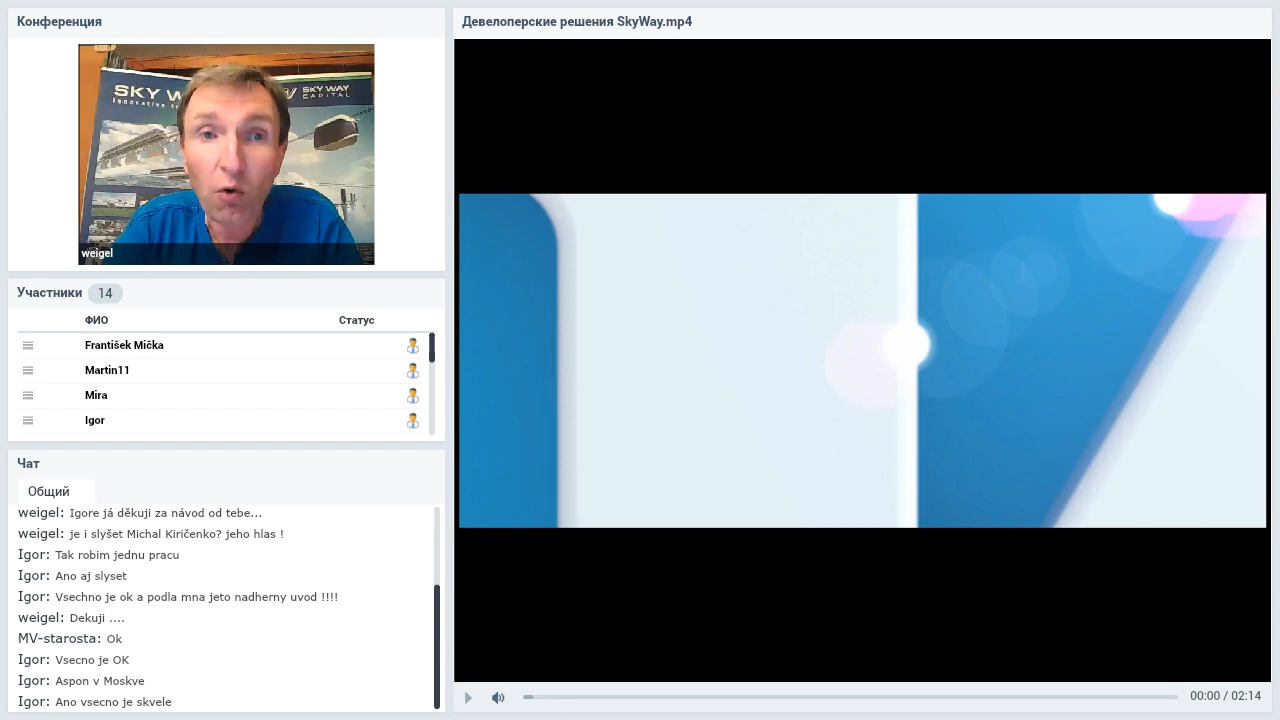 Конференция
SKY W
Innovative te
SKY WAY
CAPITAL
weigel
Участники 14
ФИО Статус
František Mička
Martin11
Mira
Igor
Чат
Общий
weigel: Igore já děkuji za návod od tebe...
weigel: je i slyšet Michal Kiričenko? jeho hlas !
Igor: Tak robim jednu pracu
Igor: Ano aj slyset
Igor: Vsechno je ok a podla mna jeto nadherny uvod !!!!
weigel: Dekuji ....
MV-starosta: Ok
Igor: Vsecno je OK
Igor: Aspon v Moskve
Igor: Ano vsecno je skvele
Девелоперские решения SkyWay.mp4
00:00 / 02:14